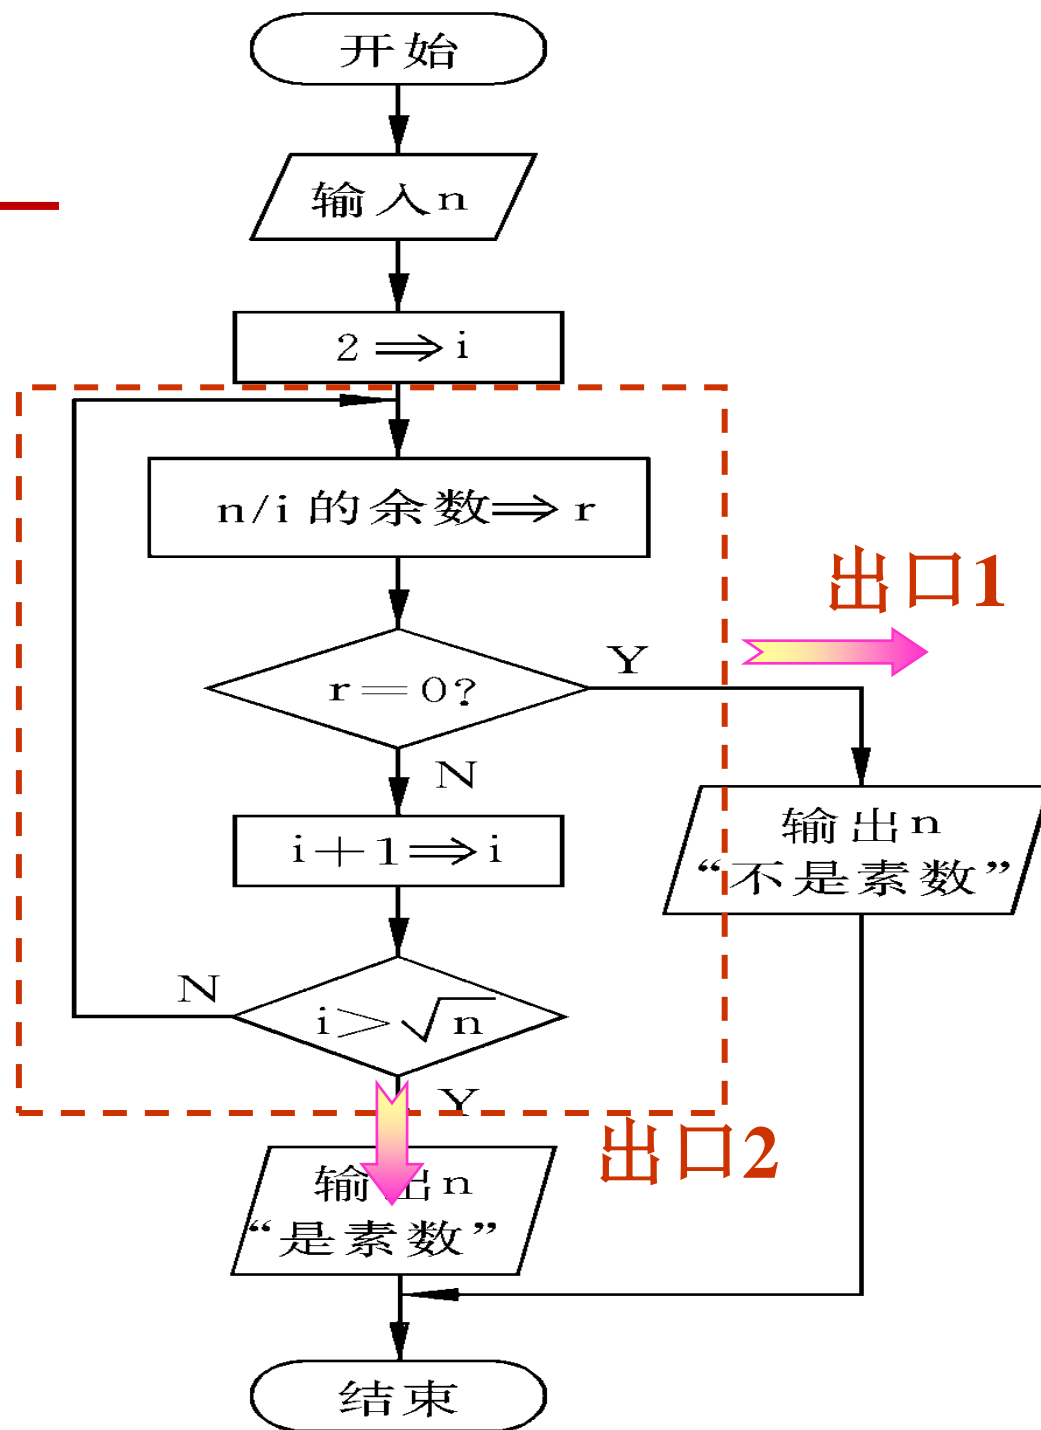 开始
输入n
2⇒i
n/i的余数⇒r
出口1
Y
r=0?
N
i+1⇒i
输出n
“不是素数”
N
i>√n
Y
出口2
输出n
“是素数”
结束